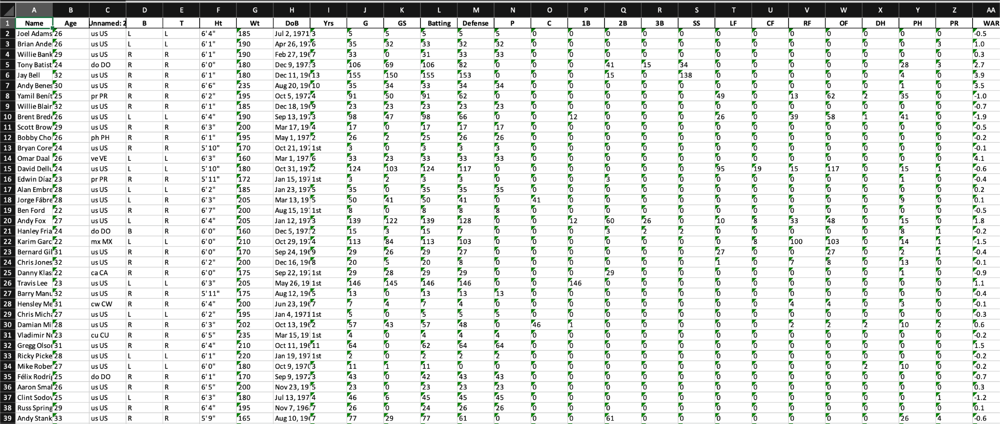 A B C D E F G H I J K L M N O P Q R S T U V W X Y Z AA
1 Name Age Unnamed: 2 B T Ht Wt DoB Yrs G GS Batting Defense P C 1B 2B 3B SS LF CF RF OF DH PH PR WAR
2 Joel Adams 26 us US L L 6' 4" 185 Jul 2, 1971 3 5 5 5 5 5 0 0 0 0 0 0 0 0 0 0 0 0 -0.5
3 Brian Ande 26 us US L L 6' 1" 190 Apr 26, 197 6 35 32 33 32 32 0 0 0 0 0 0 0 0 0 0 0 3 1.0
4 Willie Bank 29 us US R R 6' 1" 190 Feb 27, 196 7 33 0 31 33 33 0 0 0 0 0 0 0 0 0 0 0 0 0.3
5 Tony Batist 24 do DO R R 6' 0" 180 Dec 9, 1973 3 106 69 106 82 0 0 0 41 15 34 0 0 0 0 0 28 3 2.7
6 Jay Bell 32 us US R R 6' 1" 180 Dec 11, 196 13 155 150 155 153 0 0 0 15 0 138 0 0 0 0 0 4 0 3.9
7 Andy Benes 30 us US R R 6' 6" 235 Aug 20, 196 10 35 34 33 34 34 0 0 0 0 0 0 0 0 0 0 1 0 3.5
8 Yamil Benít 25 pr PR R R 6' 2" 195 Oct 5, 1972 4 91 50 91 62 0 0 0 0 0 0 49 0 13 62 2 35 0 -1.0
9 Willie Blair 32 us US R R 6' 1" 185 Dec 18, 196 9 23 23 23 23 23 0 0 0 0 0 0 0 0 0 0 0 0 -0.7
10 Brent Brede 26 us US L L 6' 4" 190 Sep 13, 197 3 98 47 98 66 0 0 12 0 0 0 26 0 39 58 1 41 0 -1.9
11 Scott Brow 29 us US R R 6' 3" 200 Mar 17, 19 4 17 0 17 17 17 0 0 0 0 0 0 0 0 0 0 0 0 -0.5
12 Bobby Cho 26 ph PH R R 6' 1" 195 May 1, 197 2 26 2 25 26 26 0 0 0 0 0 0 0 0 0 0 0 0 -0.2
13 Bryan Core 24 us US R R 5' 10" 170 Oct 21, 197 1st 3 0 3 3 3 0 0 0 0 0 0 0 0 0 0 0 0 -0.1
14 Omar Daal 26 ve VE L L 6' 3" 160 Mar 1, 197 6 33 23 33 33 33 0 0 0 0 0 0 0 0 0 0 0 0 4.1
15 David Dellu 24 us US L L 5' 10" 180 Oct 31, 197 2 124 103 124 117 0 0 0 0 0 0 95 19 15 117 0 15 1 -0.6
16 Edwin Díaz 23 pr PR R R 5' 11" 172 Jan 15, 197 1st 3 2 3 3 0 0 0 3 0 0 0 0 0 0 0 1 0 -0.4
17 Alan Embre 28 us US L L 6' 2" 185 Jan 23, 197 5 35 0 35 35 35 0 0 0 0 0 0 0 0 0 0 0 0 0.2
18 Jorge Fábre 28 us US L R 6' 3" 205 Mar 13, 19 5 50 41 50 41 0 41 0 0 0 0 0 0 0 0 0 9 0 0.1
19 Ben Ford 22 us US R R 6' 7" 200 Aug 15, 197 1st 8 0 8 8 8 0 0 0 0 0 0 0 0 0 0 0 0 -0.5
20 Andy Fox 27 us US L R 6' 4" 205 Jan 12, 197 3 139 122 139 128 0 0 12 60 26 0 10 8 33 48 0 15 0 1.8
21 Hanley Fria 24 do DO B R 6' 0" 160 Dec 5, 1973 2 15 3 15 7 0 0 0 3 2 2 0 0 0 0 0 8 1 -0.2
22 Karim Garc 22 mx MX L L 6' 0" 210 Oct 29, 197 4 113 84 113 103 0 0 0 0 0 0 0 8 100 103 0 14 1 -1.5
23 Bernard Gil 31 us US R R 6' 0" 170 Sep 24, 196 9 29 26 29 27 0 0 0 0 0 0 27 0 0 27 0 2 1 -0.4
24 Chris Jones 32 us US R R 6' 2" 200 Dec 16, 196 8 20 5 20 8 0 0 0 0 0 0 1 0 7 8 0 13 0 -0.1
25 Danny Klas 22 ca CA R R 6' 0" 175 Sep 22, 197 1st 29 28 29 29 0 0 0 29 0 0 0 0 0 0 0 1 0 -0.9
26 Travis Lee 23 us US L L 6' 3" 205 May 26, 19 1st 146 145 146 146 0 0 146 0 0 0 0 0 0 0 0 0 0 1.1
27 Barry Manu 32 us US R R 5' 11" 175 Aug 12, 196 5 13 0 13 13 13 0 0 0 0 0 0 0 0 0 0 0 0 -0.4
28 Hensley Me 31 cw CW R R 6' 4" 200 Jun 23, 196 7 7 4 7 4 0 0 0 0 0 0 0 0 4 4 0 3 0 -0.1
29 Chris Micha 27 us US L L 6' 2" 195 Jan 4, 1971 1st 5 0 5 5 5 0 0 0 0 0 0 0 0 0 0 0 0 -0.3
30 Damian Mi 28 us US R R 6' 3" 202 Oct 13, 196 2 57 43 57 48 0 46 1 0 0 0 0 0 2 2 2 10 2 0.6
31 Vladimir Nu 23 cu CU R R 6' 5" 235 Mar 15, 19 1st 4 0 4 4 4 0 0 0 0 0 0 0 0 0 0 0 0 -0.2
32 Gregg Olson 31 us US R R 6' 4" 210 Oct 11, 196 11 64 0 62 64 64 0 0 0 0 0 0 0 0 0 0 0 0 1.5
33 Ricky Picke 28 us US L L 6' 1" 220 Jan 19, 197 1st 2 0 2 2 2 0 0 0 0 0 0 0 0 0 0 0 0 -0.2
34 Mike Rober 27 us US L L 6' 0" 180 Oct 9, 1970 3 11 1 11 0 0 0 0 0 0 0 0 0 0 0 2 10 0 -0.2
35 Félix Rodríg 25 do DO R R 6' 1" 170 Sep 9, 1972 3 43 0 42 43 43 0 0 0 0 0 0 0 0 0 0 0 0 -0.7
36 Aaron Smal 26 us US R R 6' 5" 200 Nov 23, 19 5 23 0 23 23 23 0 0 0 0 0 0 0 0 0 0 0 0 0.3
37 Clint Sodov 25 us US L R 6' 3" 180 Jul 13, 197 4 46 6 45 45 45 0 0 0 0 0 0 0 0 0 0 0 1 -1.2
38 Russ Spring 29 us US R R 6' 4" 195 Nov 7, 196 7 26 0 24 26 26 0 0 0 0 0 0 0 0 0 0 0 0 0.1
39 Andy Stank 33 us US R R 5' 9" 165 Aug 10, 196 7 77 29 77 61 0 0 0 61 0 0 0 0 0 0 0 26 4 -0.6